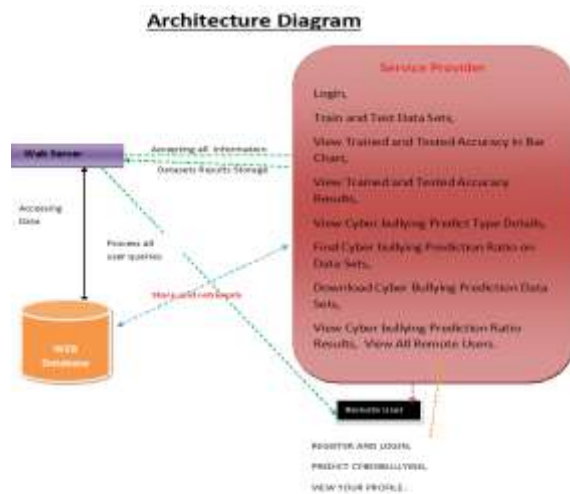 Architecture Diagram
Service Provider
Login,
Train and Test Data Sets,
View Trained and Tested Accuracy in Bar
Chart,
View Trained and Tested Accuracy
Results,
View Cyber bullying Predict Type Details,
Find Cyber bullying Prediction Ratio on
Data Sets,
Download Cyber Bullying Prediction Data
Sets,
View Cyber bullying Prediction Ratio
Results, View All Remote Users.
Web Server
Accepting all Information
Datasets Results Storage
Accessing
Data
Process all
user queries
Store and retrievals
WEB
Database
Remote User
REGISTER AND LOGIN,
PREDICT CYBERBULLYING,
VIEW YOUR PROFILE.